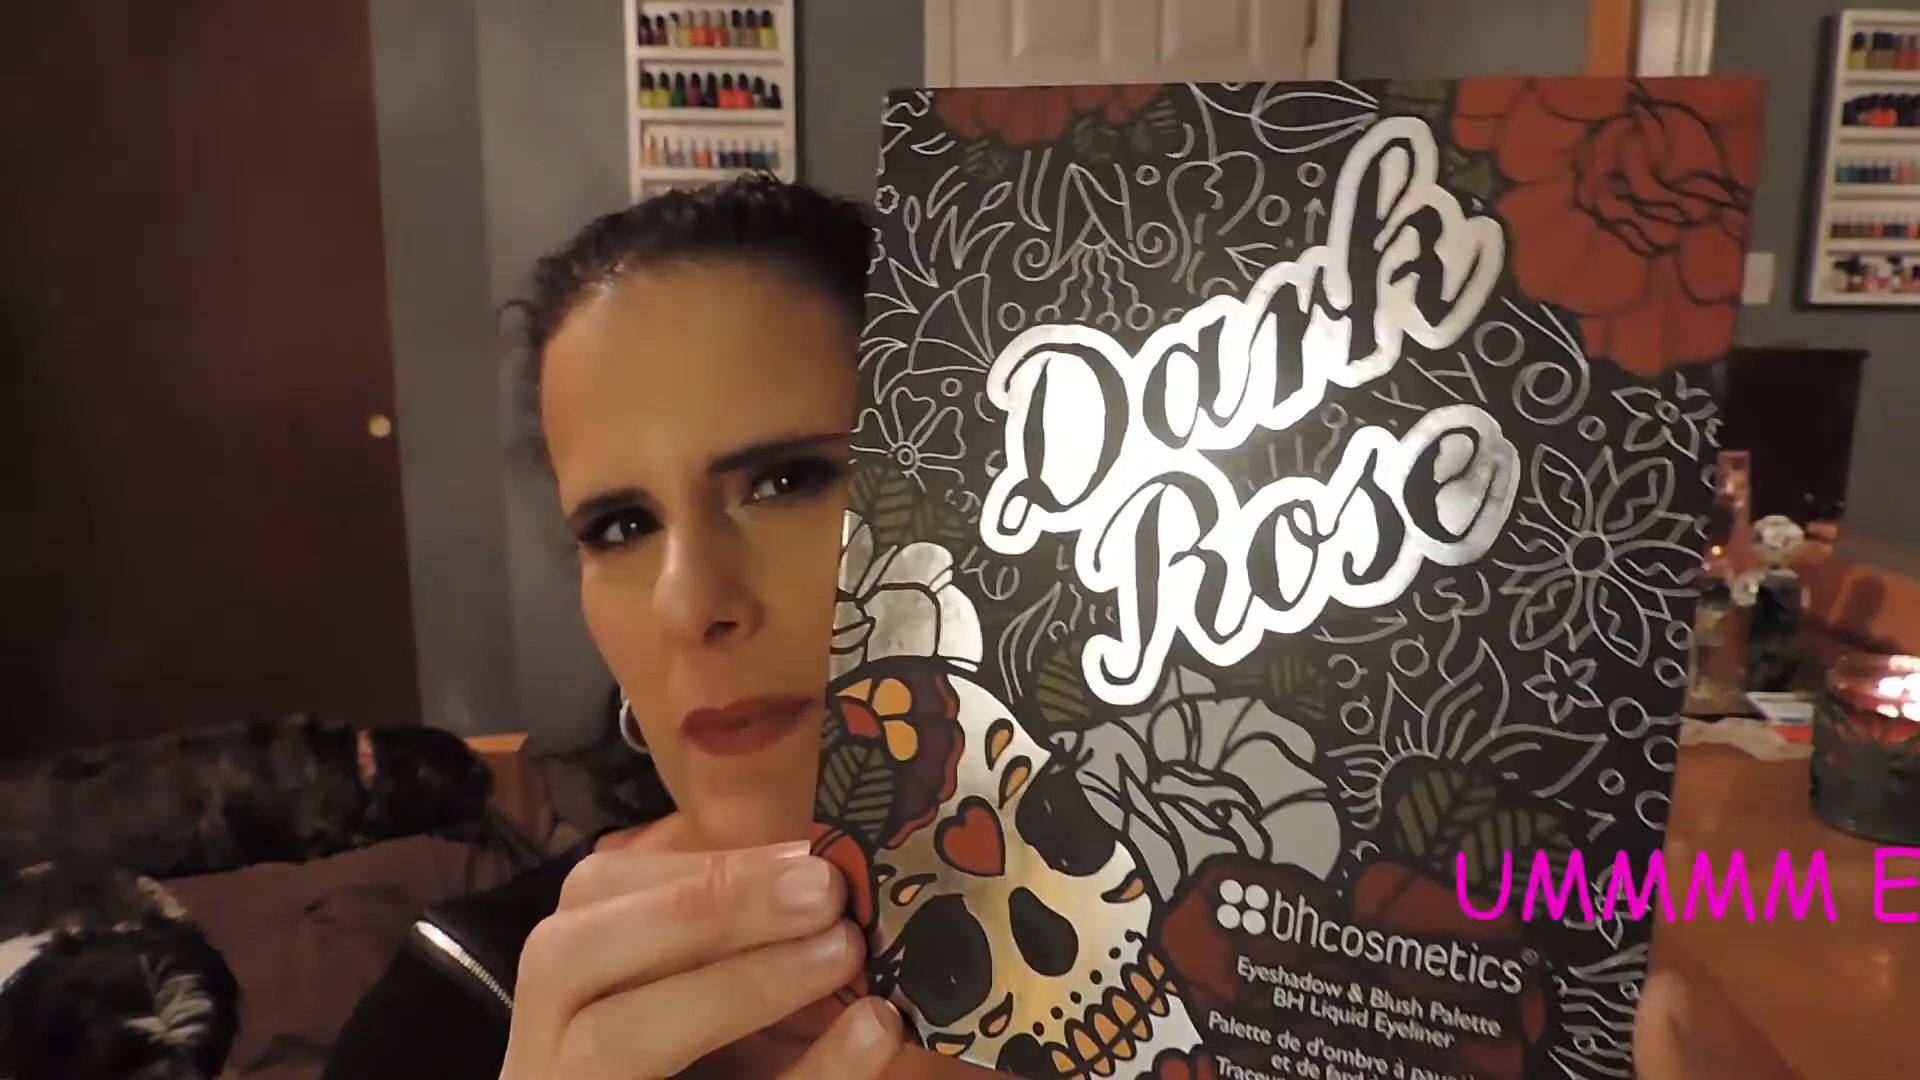 Dark
Rose
bhcosmetics®
Eyeshadow & Blush Palette
BH Liquid Eyeliner
Palette de d'ombre à
et de
UMMMM E